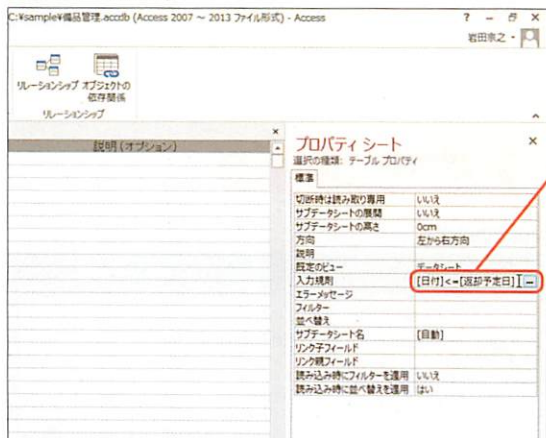 C:¥sample¥備品管理.accdb (Access 2007 ～ 2013 ファイル形式) - Access
?
岩田宗之
リレーションシップ オブジェクトの
依存関係
リレーションシップ
説明(オプション)
プロパティ シート
選択の種類: テーブル プロパティ
標準
切断時は読み取り専用 いいえ
サブデータシートの展開 いいえ
サブデータシートの高さ 0cm
方向 左から右方向
説明
既定のビュー データシート
入力規則 [日付]<=[返却予定日] ...
エラーメッセージ
フィルター
並べ替え
サブデータシート名 [自動]
リンク子フィールド
リンク親フィールド
読み込み時にフィルターを適用 いいえ
読み込み時に並べ替えを適用 はい